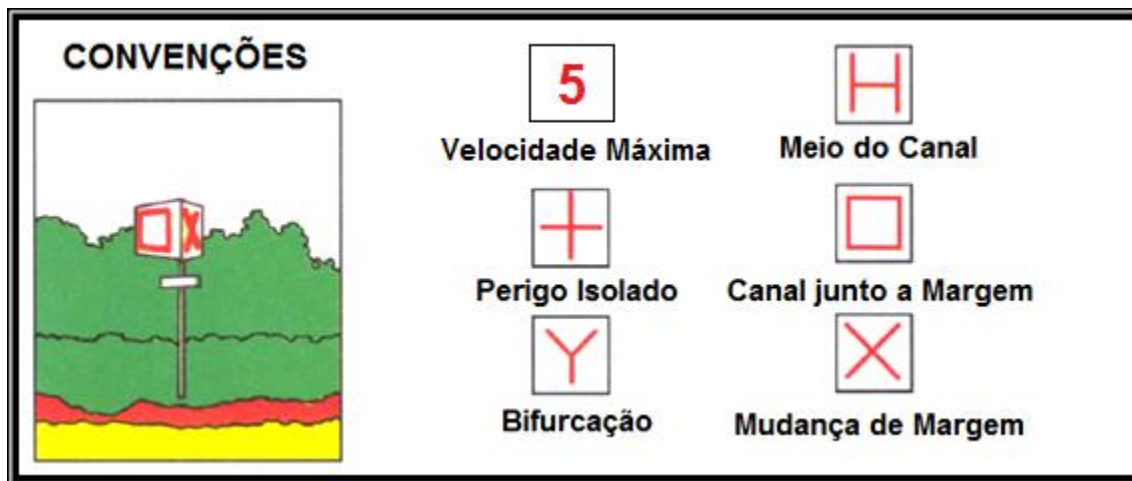 CONVENÇÕES
5
Velocidade Máxima
H
Meio do Canal
Perigo Isolado
Canal junto a Margem
Y
Bifurcação
X
Mudança de Margem
X